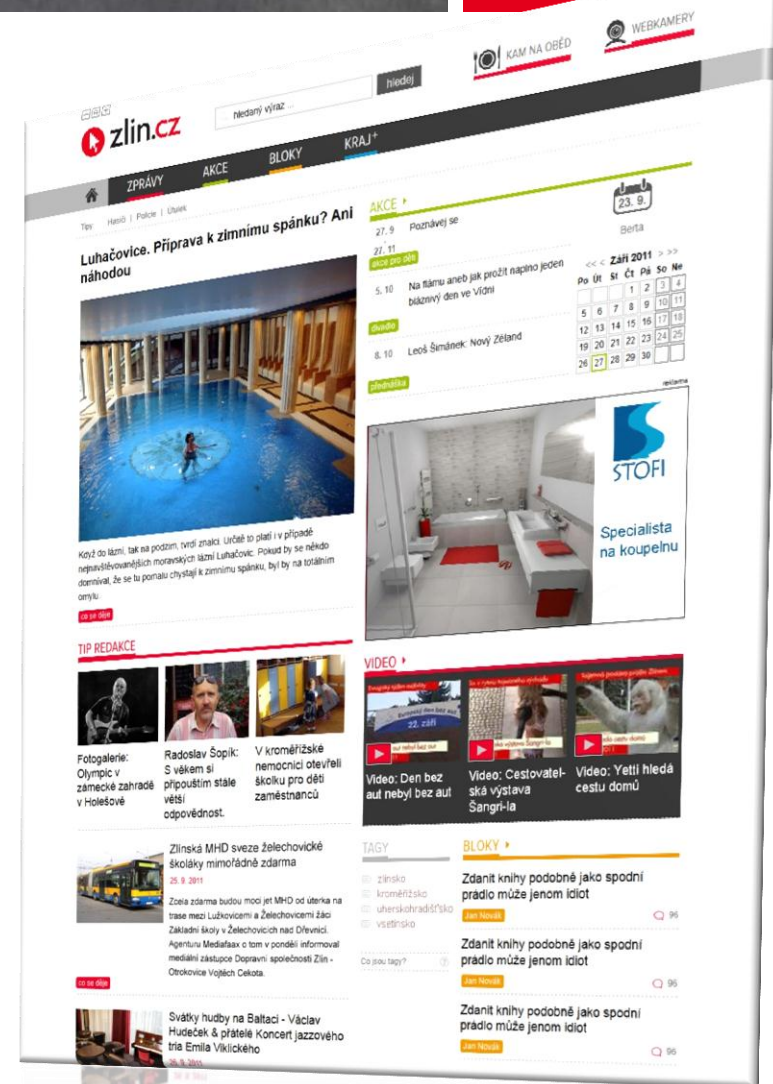 KAM NA OBĚD
WEBKAMERY
zlin.cz
... hledaný výraz ...
hledej
ZPRÁVY
AKCE
BLOKY
KRAJ+
Tipy Hasiči | Policie | Útulek
Luhačovice. Příprava k zimnímu spánku? Ani
náhodou
Když do lázní, tak na podzim, tvrdí znalci. Určitě to platí i v případě
nejnavštěvovanějších moravských lázní Luhačovic. Pokud by se někdo
domníval, že se tu pomalu chystají k zimnímu spánku, byl by na totálním
omylu.
co se děje
AKCE
27. 9
-
27. 11
Poznávej se
akce pro děti
5. 10
Na flámu aneb jak prožít naplno jeden
bláznivý den ve Vídni
divadlo
8. 10
Leoš Šimánek: Nový Zéland
přednáška
23. 9.
Berta
<< < Září 2011 > >>
Po Út St Čt Pá So Ne
1 2 3 4
5 6 7 8 9 10 11
12 13 14 15 16 17 18
19 20 21 22 23 24 25
26 27 28 29 30
reklama
STOFI
Specialista
na koupelnu
TIP REDAKCE
Fotogalerie:
Olympic v
zámecké zahradě
v Holešově
Radoslav Šopík:
S věkem si
připouštím stále
větší
odpovědnost.
V kroměřížské
nemocnici otevřeli
školku pro děti
zaměstnanců
VIDEO
Evropský den bez aut
22. září
aut nebyl bez aut
Video: Den bez
aut nebyl bez aut
Video: Cestovatel-
ská výstava
Šangri-la
Video: Yetti hledá
cestu domů
Zlínská MHD sveze želechovické
školáky mimořádně zdarma
25. 9. 2011
Zcela zdarma budou moci jet MHD od úterka na
trase mezi Lužkovicemi a Želechovicemi žáci
Základní školy v Želechovicích nad Dřevnicí.
Agenturu Mediafaax o tom v pondělí informoval
mediální zástupce Dopravní společnosti Zlín -
Otrokovice Vojtěch Cekota.
co se děje
Svátky hudby na Baltaci - Václav
Hudeček & přátelé Koncert jazzového
tria Emila Viklického
25. 9. 2011
TAGY
zlínsko
kroměřížsko
uherskohradišťsko
vsetínsko
Co jsou tagy? ?
BLOKY
Zdanit knihy podobně jako spodní
prádlo může jenom idiot
Jan Novák
96
Zdanit knihy podobně jako spodní
prádlo může jenom idiot
Jan Novák
96
Zdanit knihy podobně jako spodní
prádlo může jenom idiot
Jan Novák
96